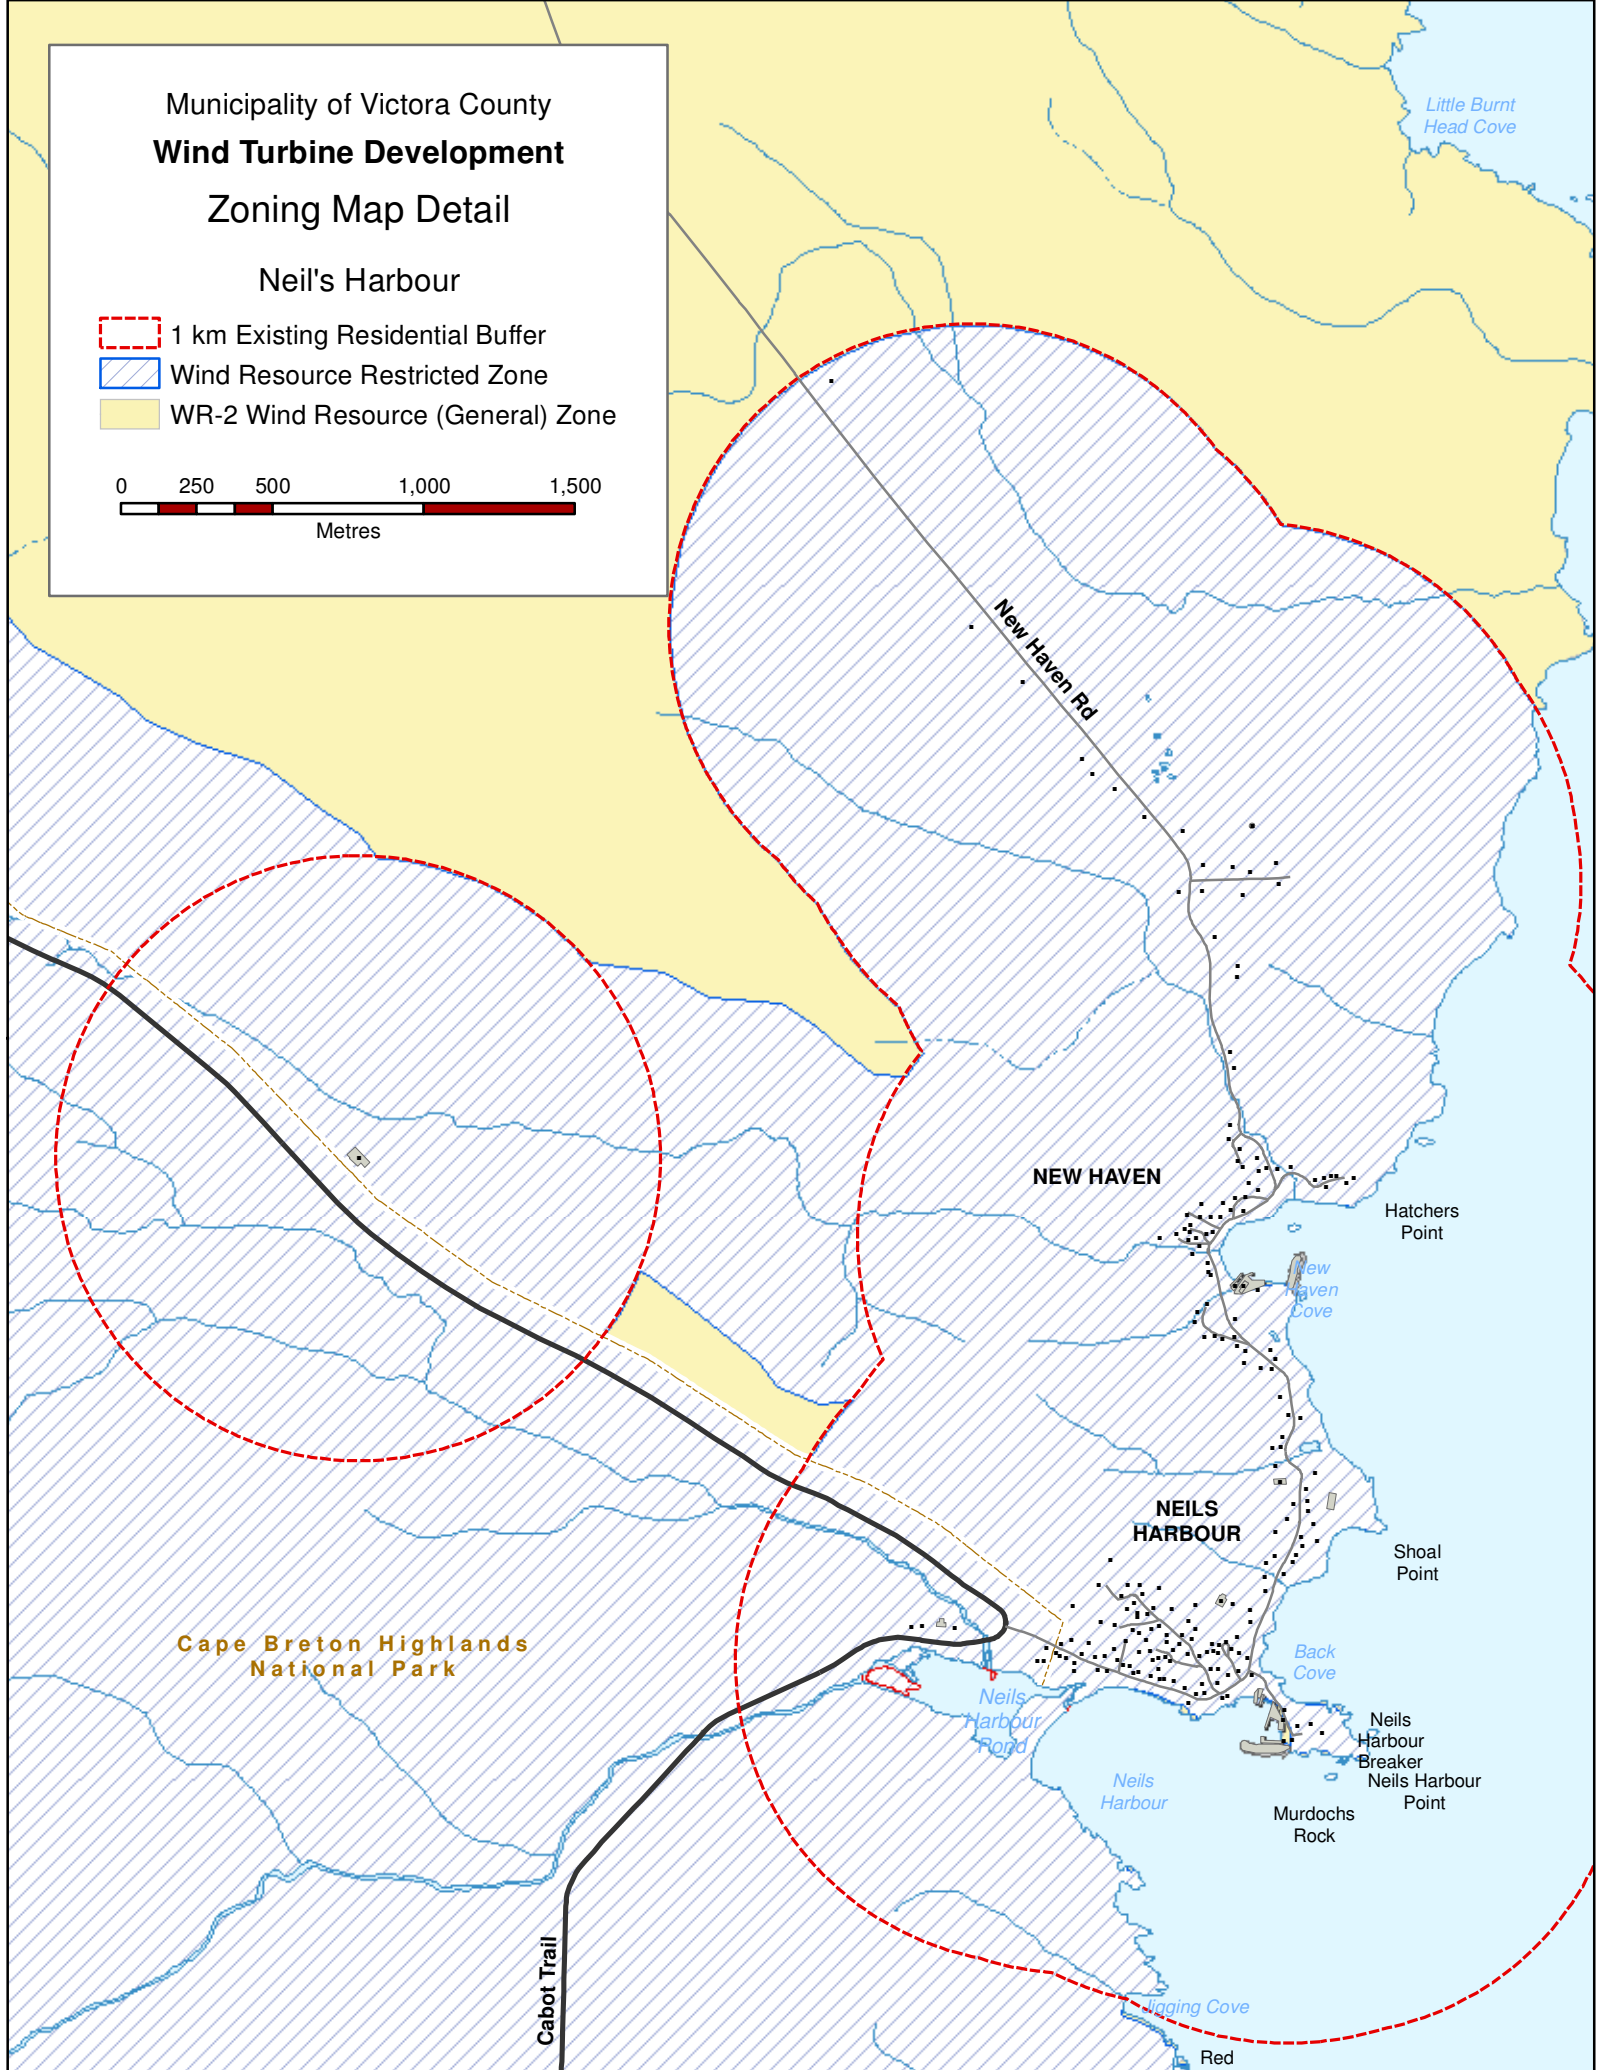 Municipality of Victora County
Wind Turbine Development
Zoning Map Detail
Neil's Harbour
1 km Existing Residential Buffer
Wind Resource Restricted Zone
WR-2 Wind Resource (General) Zone
0 250 500 1,000 1,500
Metres
Little Burnt
Head Cove
New Haven Rd
NEW HAVEN
Hatchers
Point
New
Haven
Cove
NEILS
HARBOUR
Shoal
Point
Cape Breton Highlands
National Park
Back
Cove
Neils
Harbour
Pond
Neils
Harbour
Breaker
Neils Harbour
Point
Neils
Harbour
Murdochs
Rock
Cabot Trail
Jigging Cove
Red